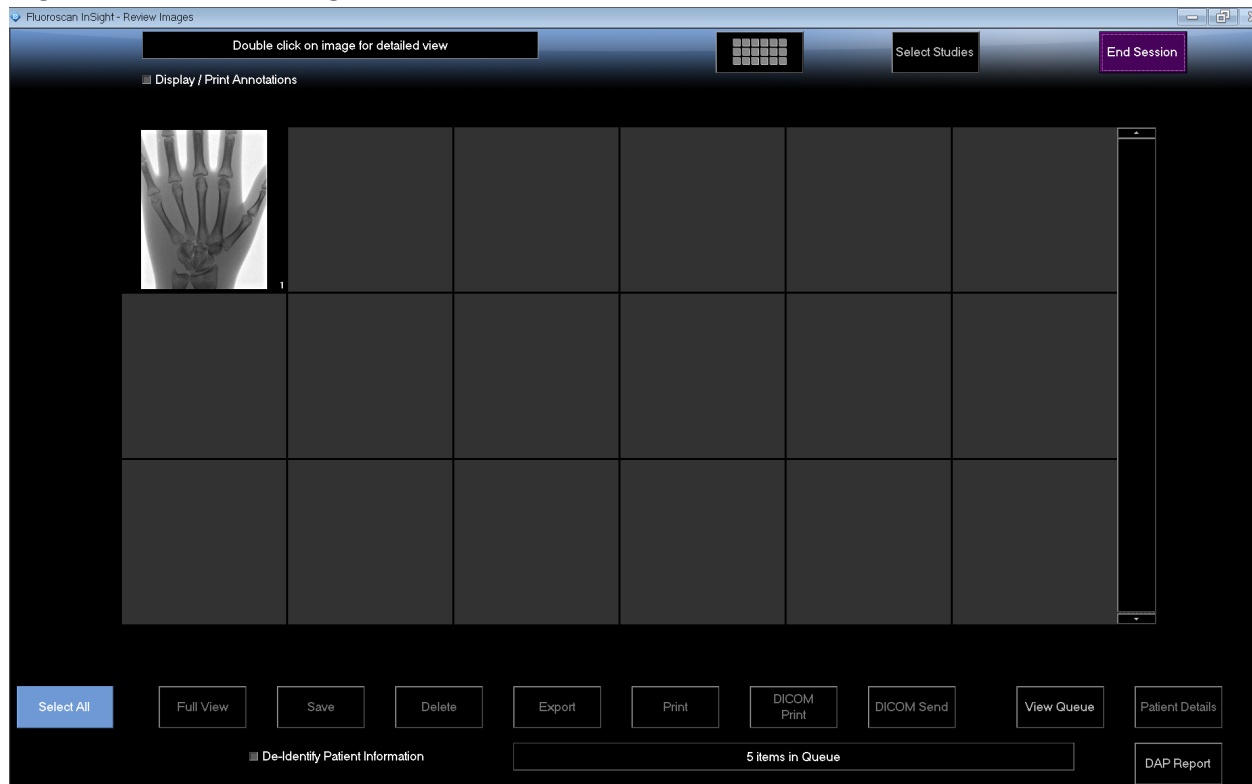 Fluoroscan InSight - Review Images
Double click on image for detailed view
Select Studies
End Session
Display / Print Annotations
1
Select All
Full View
Save
Delete
Export
Print
DICOM
Print
DICOM Send
View Queue
Patient Details
De-Identify Patient Information
5 items in Queue
DAP Report